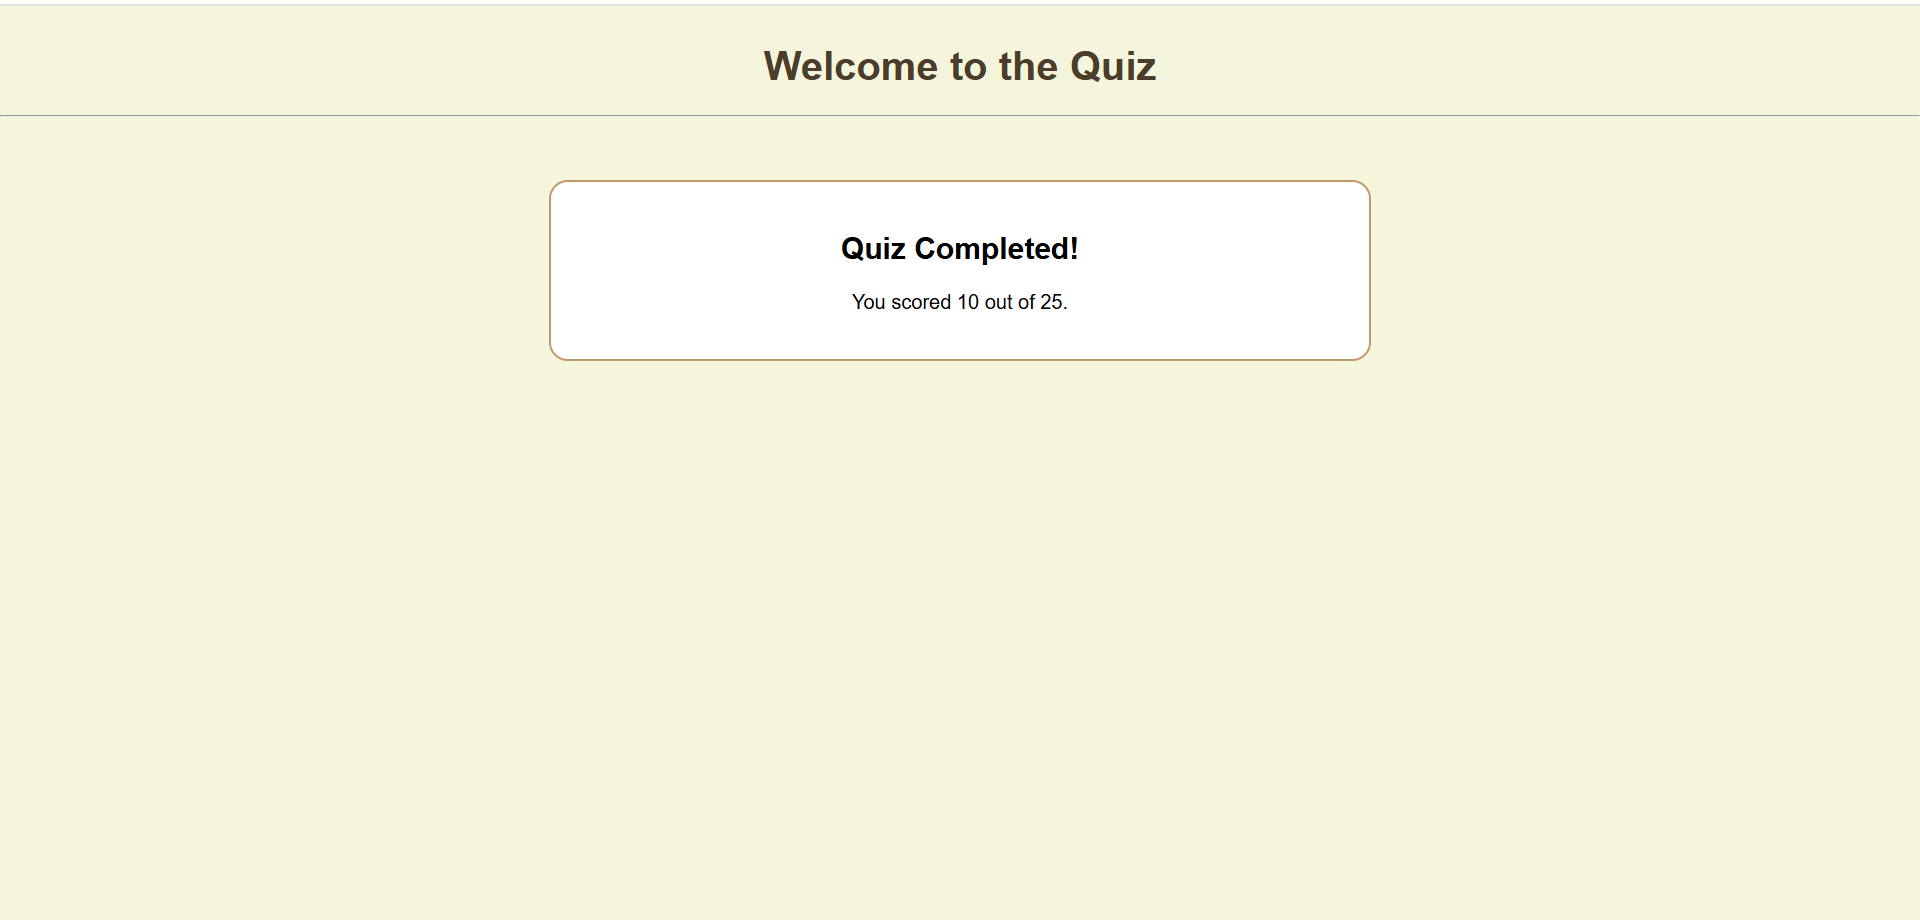 Welcome to the Quiz
Quiz Completed!
You scored 10 out of 25.